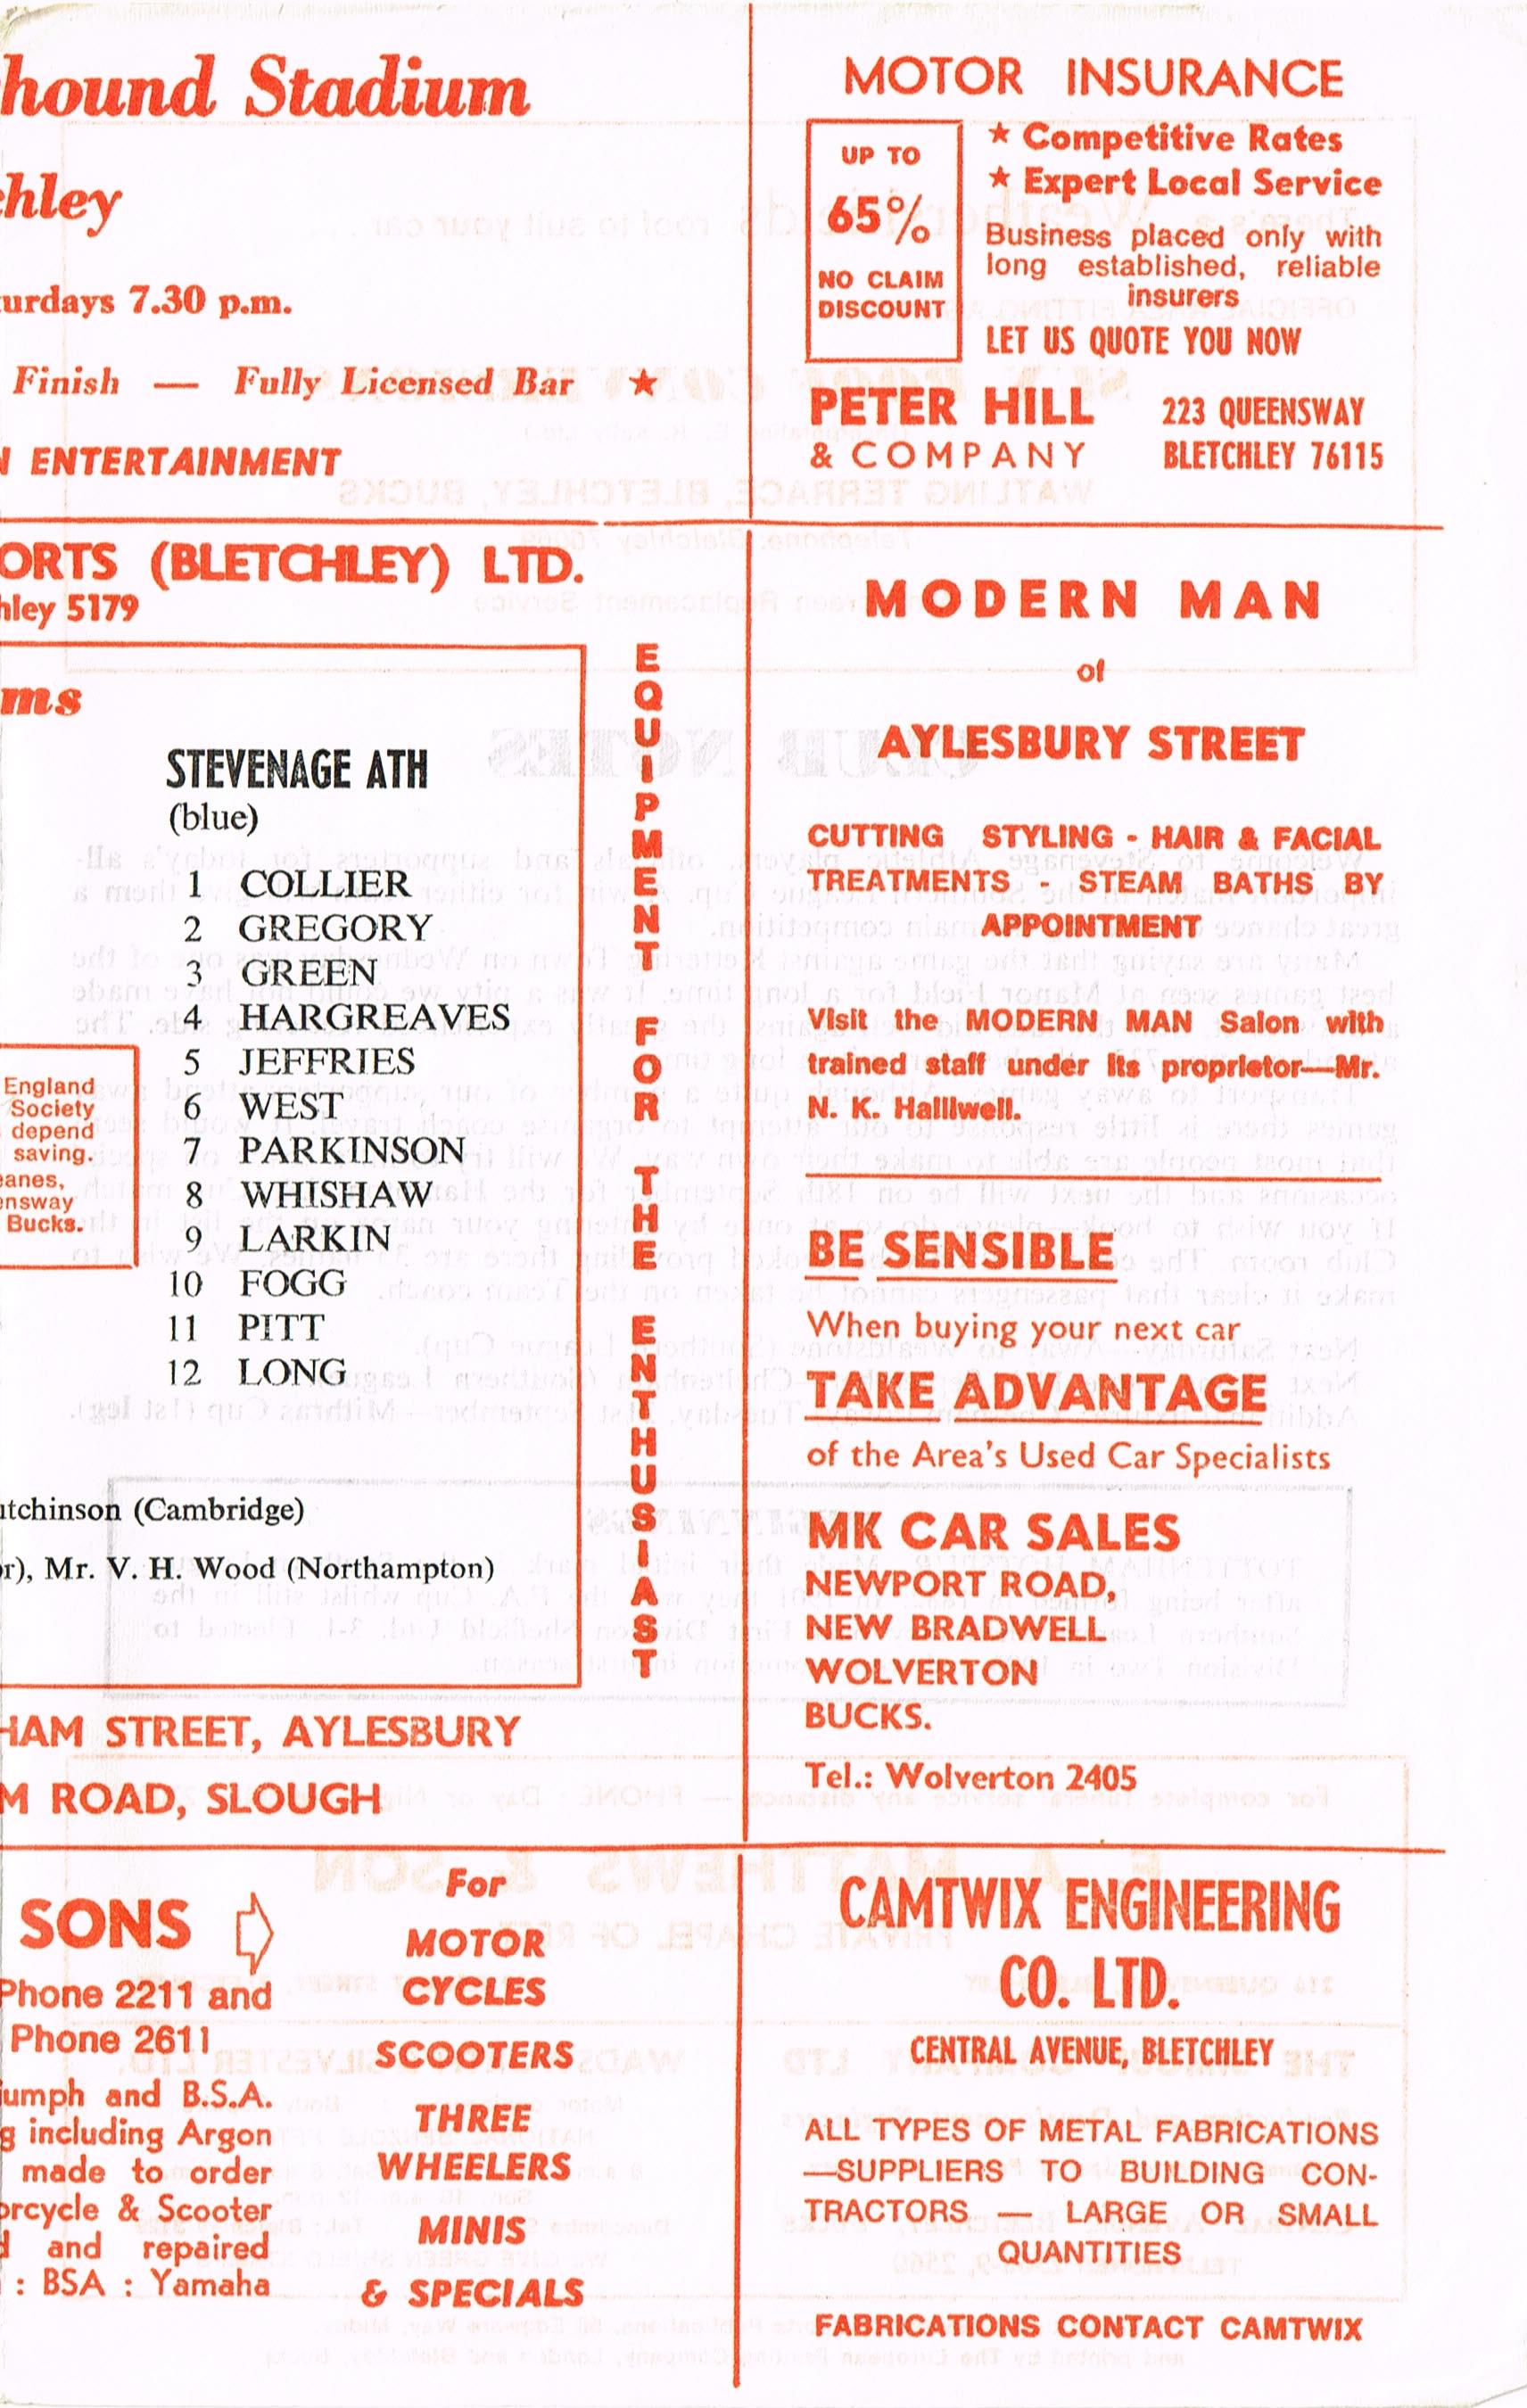 hound Stadium
chley
urdays 7.30 p.m.
Finish — Fully Licensed Bar ★
ENTERTAINMENT
MOTOR INSURANCE
UP TO
65%
NO CLAIM
DISCOUNT
★ Competitive Rates
★ Expert Local Service
Business placed only with
long established, reliable
insurers
LET US QUOTE YOU NOW
PETER HILL
& COMPANY
223 QUEENSWAY
BLETCHLEY 76115
ORTS (BLETCHLEY) LTD.
hley 5179
ms
STEVENAGE ATH
(blue)
1 COLLIER
2 GREGORY
3 GREEN
4 HARGREAVES
5 JEFFRIES
6 WEST
7 PARKINSON
8 WHISHAW
9 LARKIN
10 FOGG
11 PITT
12 LONG
England
Society
depend
saving.
eanes,
ensway
Bucks.
utchinson (Cambridge)
or), Mr. V. H. Wood (Northampton)
EQUIPMENT FOR THE ENTHUSIAST
HAM STREET, AYLESBURY
M ROAD, SLOUGH
MODERN MAN
of
AYLESBURY STREET
CUTTING STYLING - HAIR & FACIAL
TREATMENTS - STEAM BATHS BY
APPOINTMENT
Visit the MODERN MAN Salon with
trained staff under its proprietor—Mr.
N. K. Halliwell.
BE SENSIBLE
When buying your next car
TAKE ADVANTAGE
of the Area's Used Car Specialists
MK CAR SALES
NEWPORT ROAD,
NEW BRADWELL
WOLVERTON
BUCKS.
Tel.: Wolverton 2405
SONS
Phone 2211 and
Phone 2611
iumph and B.S.A.
g including Argon
made to order
orcycle & Scooter
d and repaired
: BSA : Yamaha
For
MOTOR
CYCLES
SCOOTERS
THREE
WHEELERS
MINIS
& SPECIALS
CAMTWIX ENGINEERING
CO. LTD.
CENTRAL AVENUE, BLETCHLEY
ALL TYPES OF METAL FABRICATIONS
—SUPPLIERS TO BUILDING CON-
TRACTORS — LARGE OR SMALL
QUANTITIES
FABRICATIONS CONTACT CAMTWIX